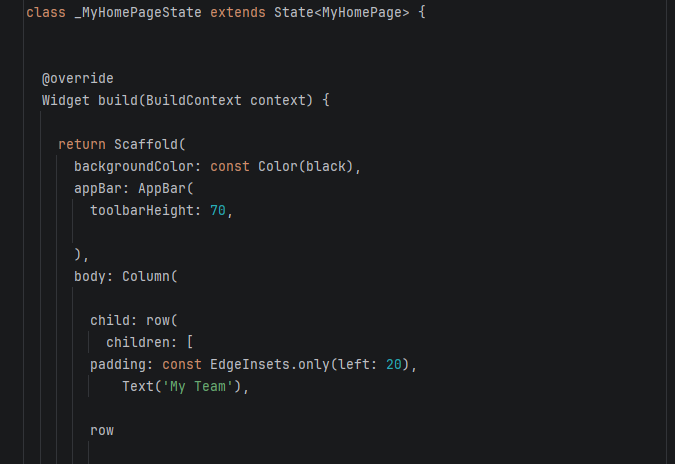 class _MyHomePageState extends State<MyHomePage> {
@override
Widget build(BuildContext context) {
return Scaffold(
backgroundColor: const Color(black),
appBar: AppBar(
toolbarHeight: 70,
),
body: Column(
child: row(
children: [
padding: const EdgeInsets.only(left: 20),
Text('My Team'),
row